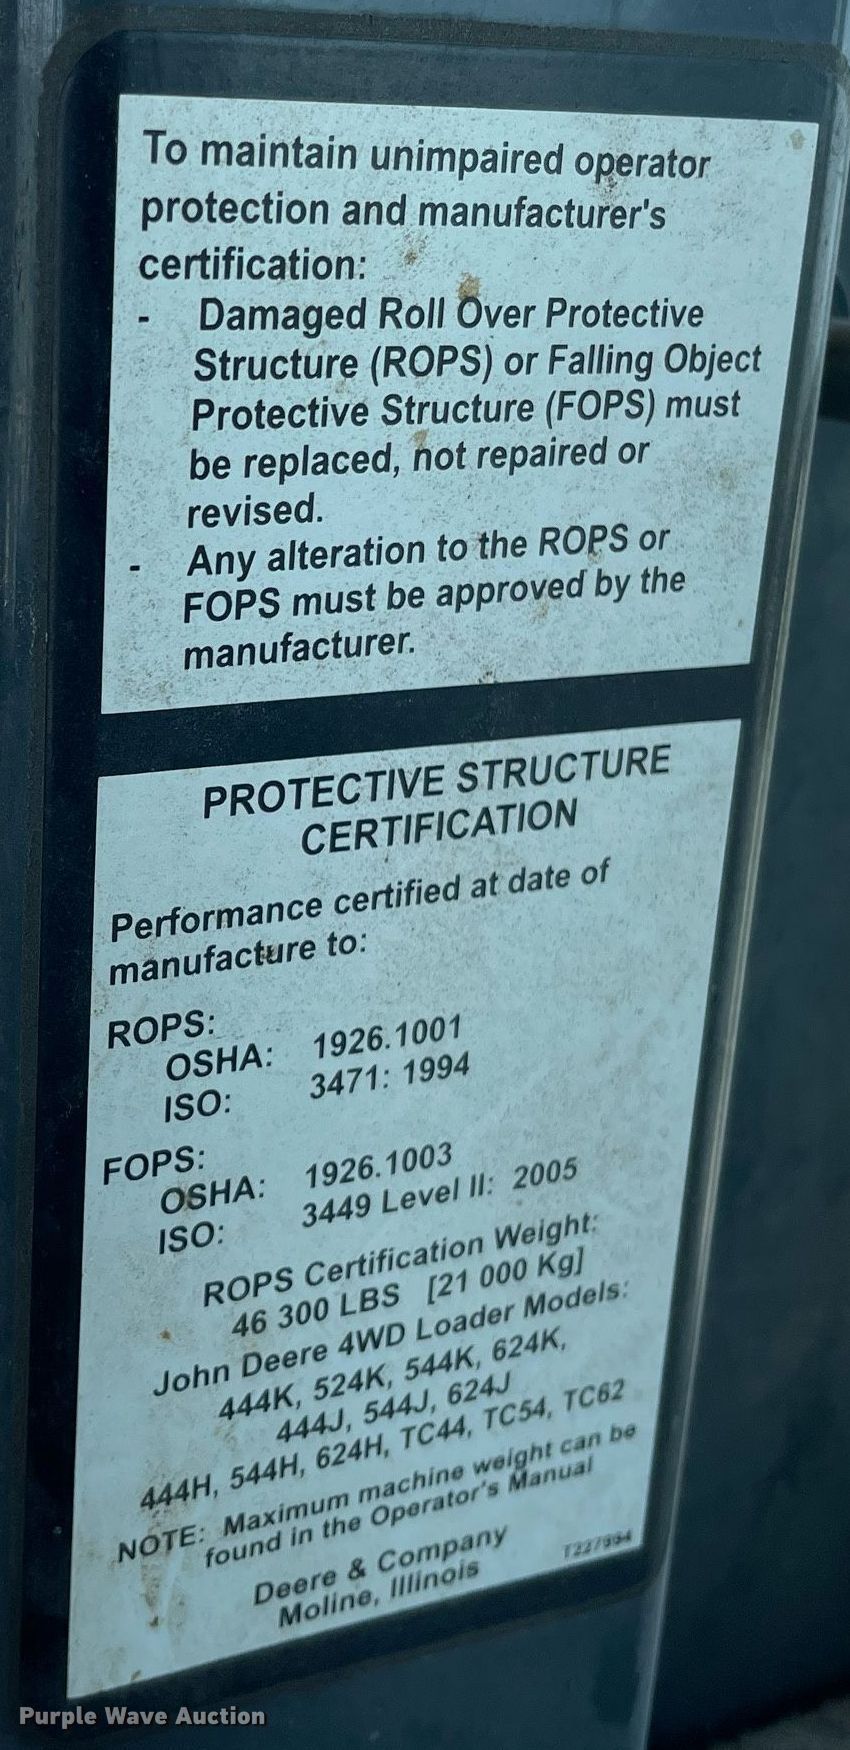 To maintain unimpaired operator
protection and manufacturer's
certification:
- Damaged Roll Over Protective
Structure (ROPS) or Falling Object
Protective Structure (FOPS) must
be replaced, not repaired or
revised.
- Any alteration to the ROPS or
FOPS must be approved by the
manufacturer.
PROTECTIVE STRUCTURE
CERTIFICATION
Performance certified at date of
manufacture to:
ROPS:
OSHA: 1926.1001
ISO: 3471: 1994
FOPS:
OSHA: 1926.1003
ISO: 3449 Level II: 2005
ROPS Certification Weight:
46 300 LBS [21 000 Kg]
John Deere 4WD Loader Models:
444K, 524K, 544K, 624K,
444J, 544J, 624J
444H, 544H, 624H, TC44, TC54, TC62
NOTE: Maximum machine weight can be
found in the Operator's Manual
Deere & Company
Moline, Illinois
Purple Wave Auction